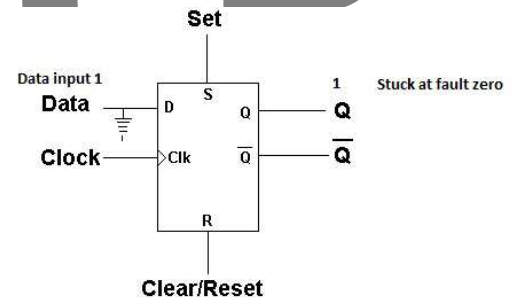 Set
Data input 1
1 Stuck at fault zero
Data
D
S
Q
Q
Clock
Clk
Q
Q
R
Clear/Reset